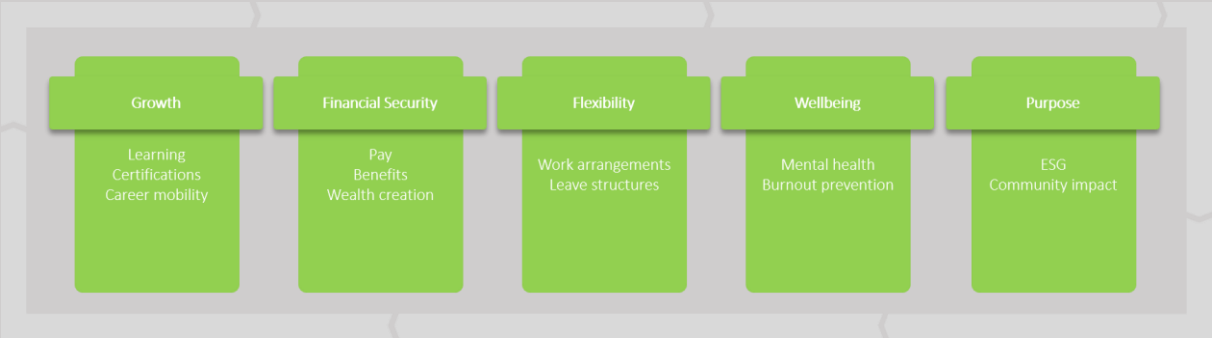 Growth
Learning
Certifications
Career mobility
Financial Security
Pay
Benefits
Wealth creation
Flexibility
Work arrangements
Leave structures
Wellbeing
Mental health
Burnout prevention
Purpose
ESG
Community impact